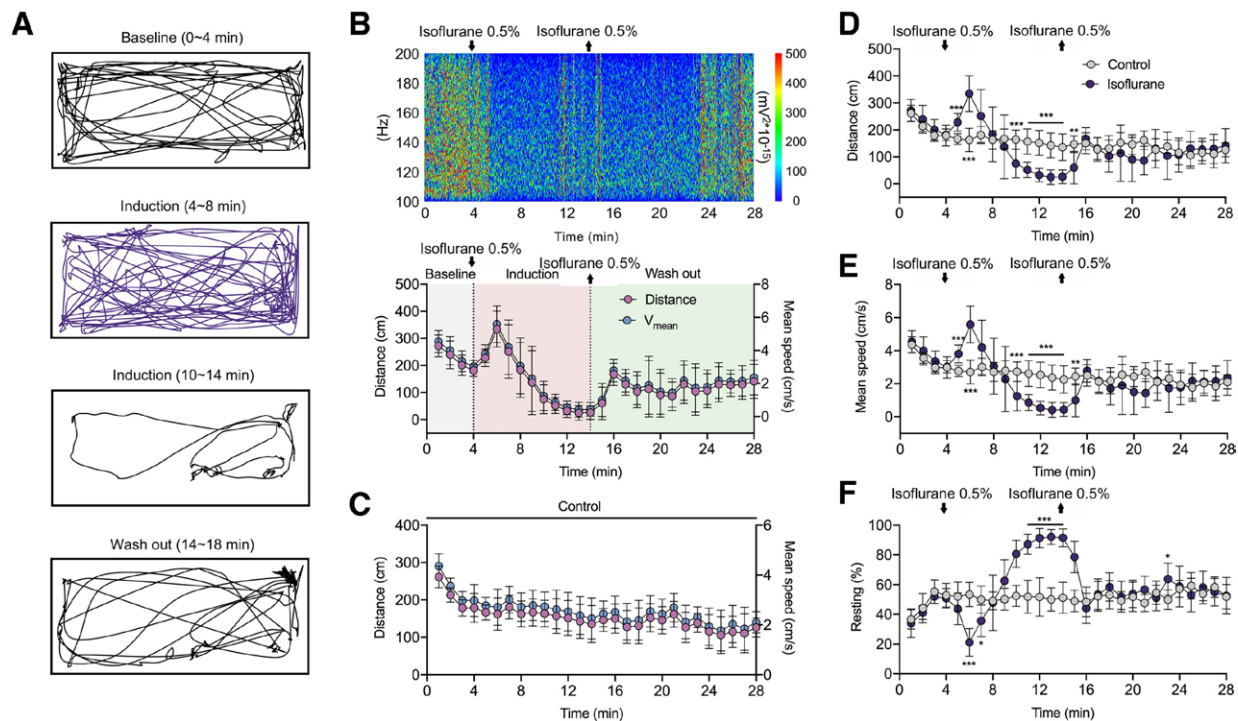 A
Baseline (0~4 min)
Induction (4~8 min)
Induction (10~14 min)
Wash out (14~18 min)
B
Isoflurane 0.5% Isoflurane 0.5%
200
180
160
140
120
100
(Hz)
0 4 8 12 16 20 24 28
Time (min)
500
400
300
200
100
0
(mV²*10⁻¹⁵)
Isoflurane 0.5%
Isoflurane 0.5%
Baseline Induction Wash out
500
400
300
200
100
0
Distance (cm)
Distance
Vmean
8
6
4
2
0
Mean speed (cm/s)
0 4 8 12 16 20 24 28
Time (min)
C
Control
400
300
200
100
0
Distance (cm)
6
4
2
0
Mean speed (cm/s)
0 4 8 12 16 20 24 28
Time (min)
D
Isoflurane 0.5% Isoflurane 0.5%
Control
Isoflurane
500
400
300
200
100
0
Distance (cm)
*** *** *** **
***
0 4 8 12 16 20 24 28
Time (min)
E
Isoflurane 0.5% Isoflurane 0.5%
8
6
4
2
0
Mean speed (cm/s)
*** *** *** **
***
0 4 8 12 16 20 24 28
Time (min)
F
Isoflurane 0.5% Isoflurane 0.5%
100
80
60
40
20
0
Resting (%)
***
*
*
***
0 4 8 12 16 20 24 28
Time (min)